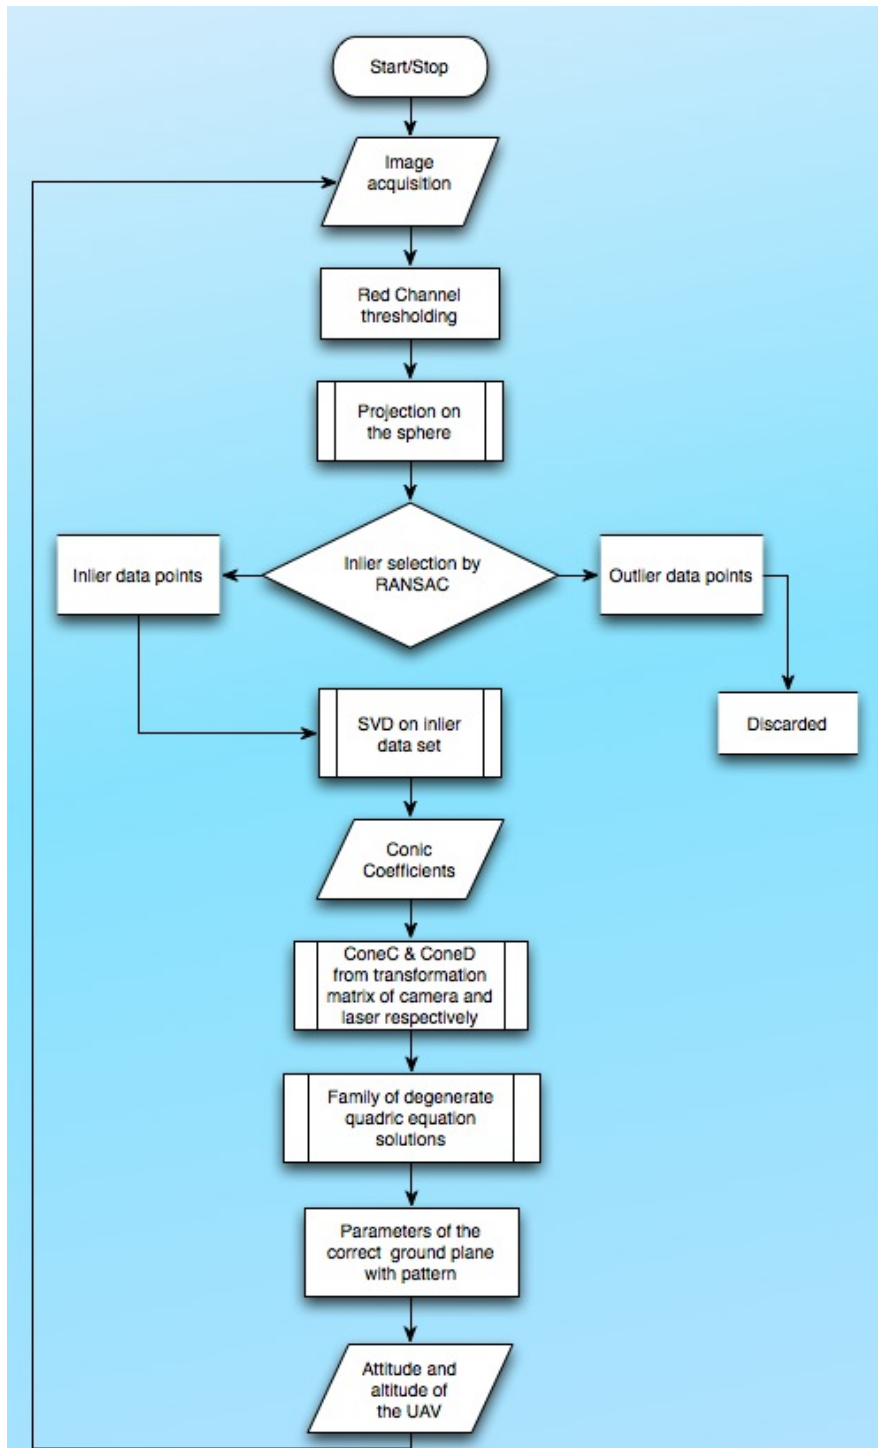 Start/Stop
Image
acquisition
Red Channel
thresholding
Projection on
the sphere
Inlier selection by
RANSAC
Inlier data points
Outlier data points
Discarded
SVD on inlier
data set
Conic
Coefficients
ConeC & ConeD
from transformation
matrix of camera and
laser respectively
Family of degenerate
quadric equation
solutions
Parameters of the
correct ground plane
with pattern
Attitude and
altitude of
the UAV